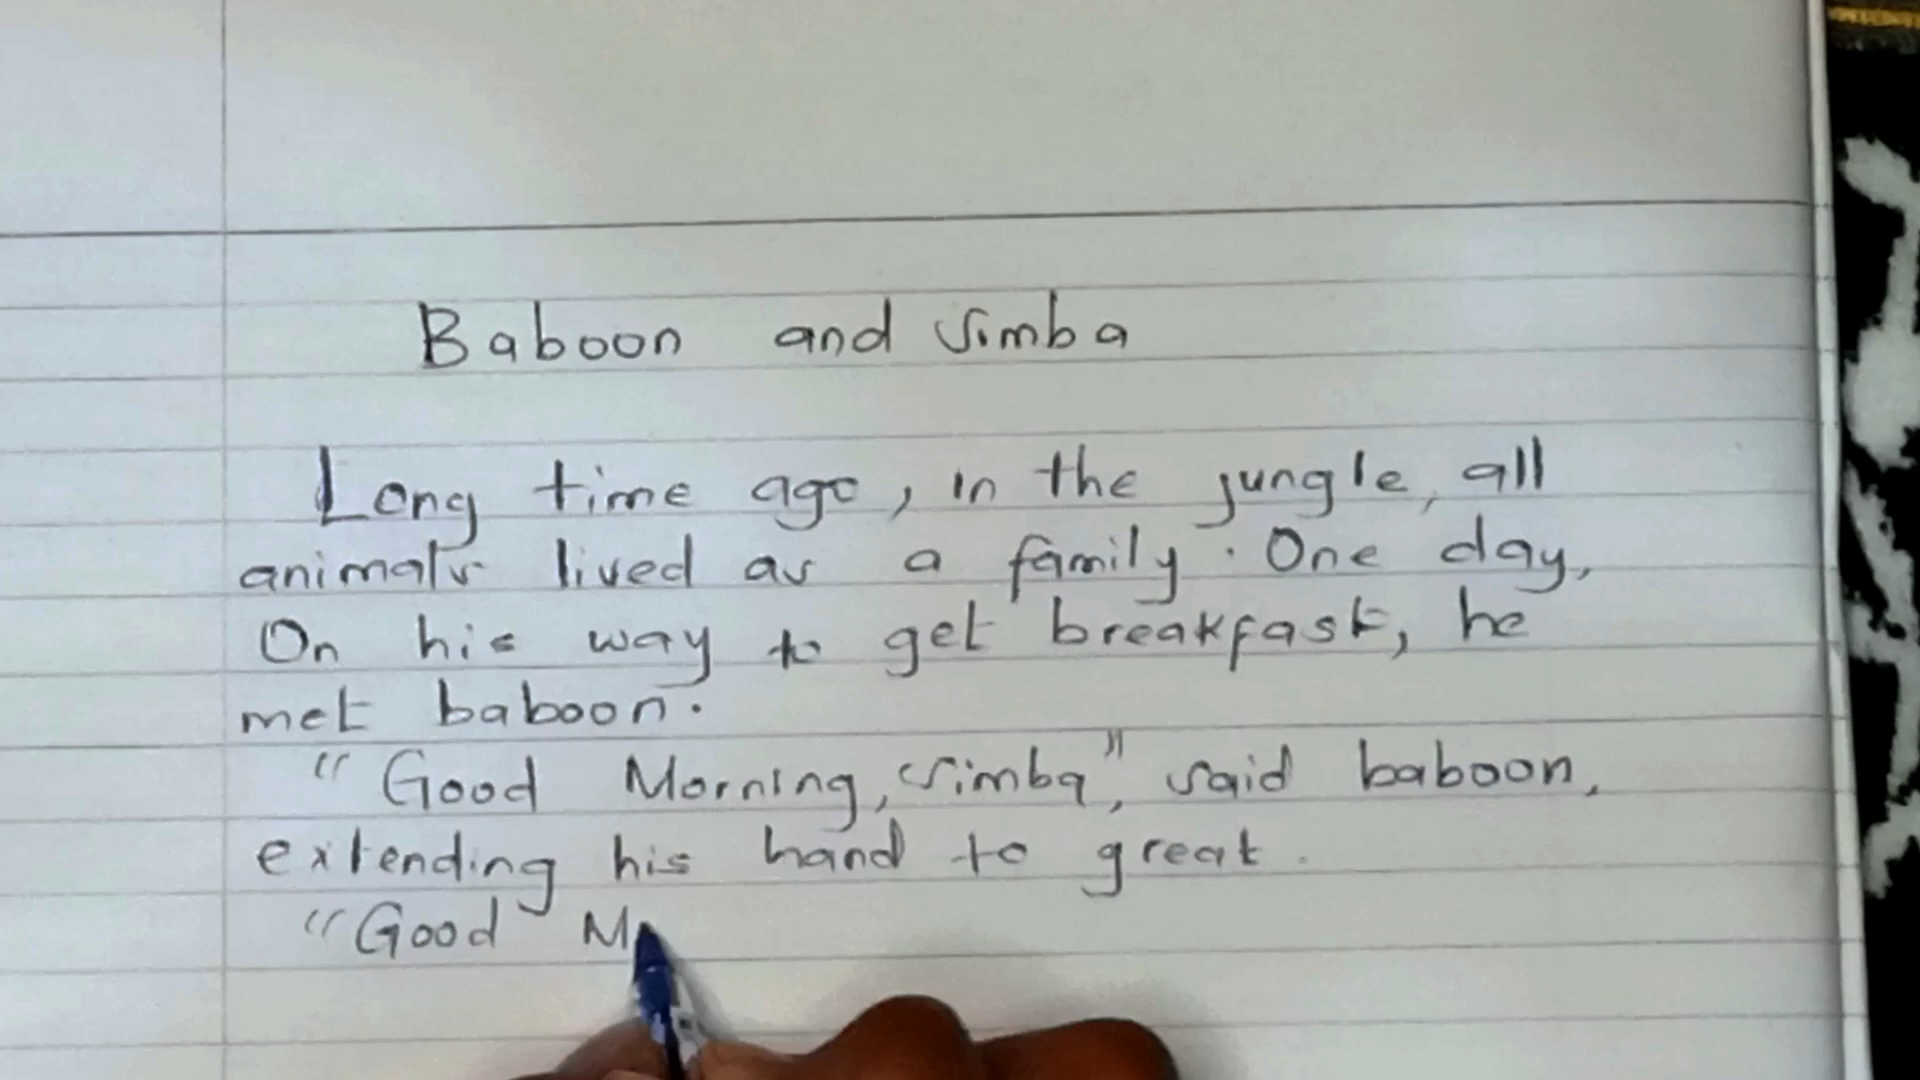 Baboon and Simba
Long time ago, in the jungle, all
animals lived as a family. One day,
On his way to get breakfast, he
met baboon.
"Good Morning, Simba", said baboon,
extending his hand to great.
"Good M